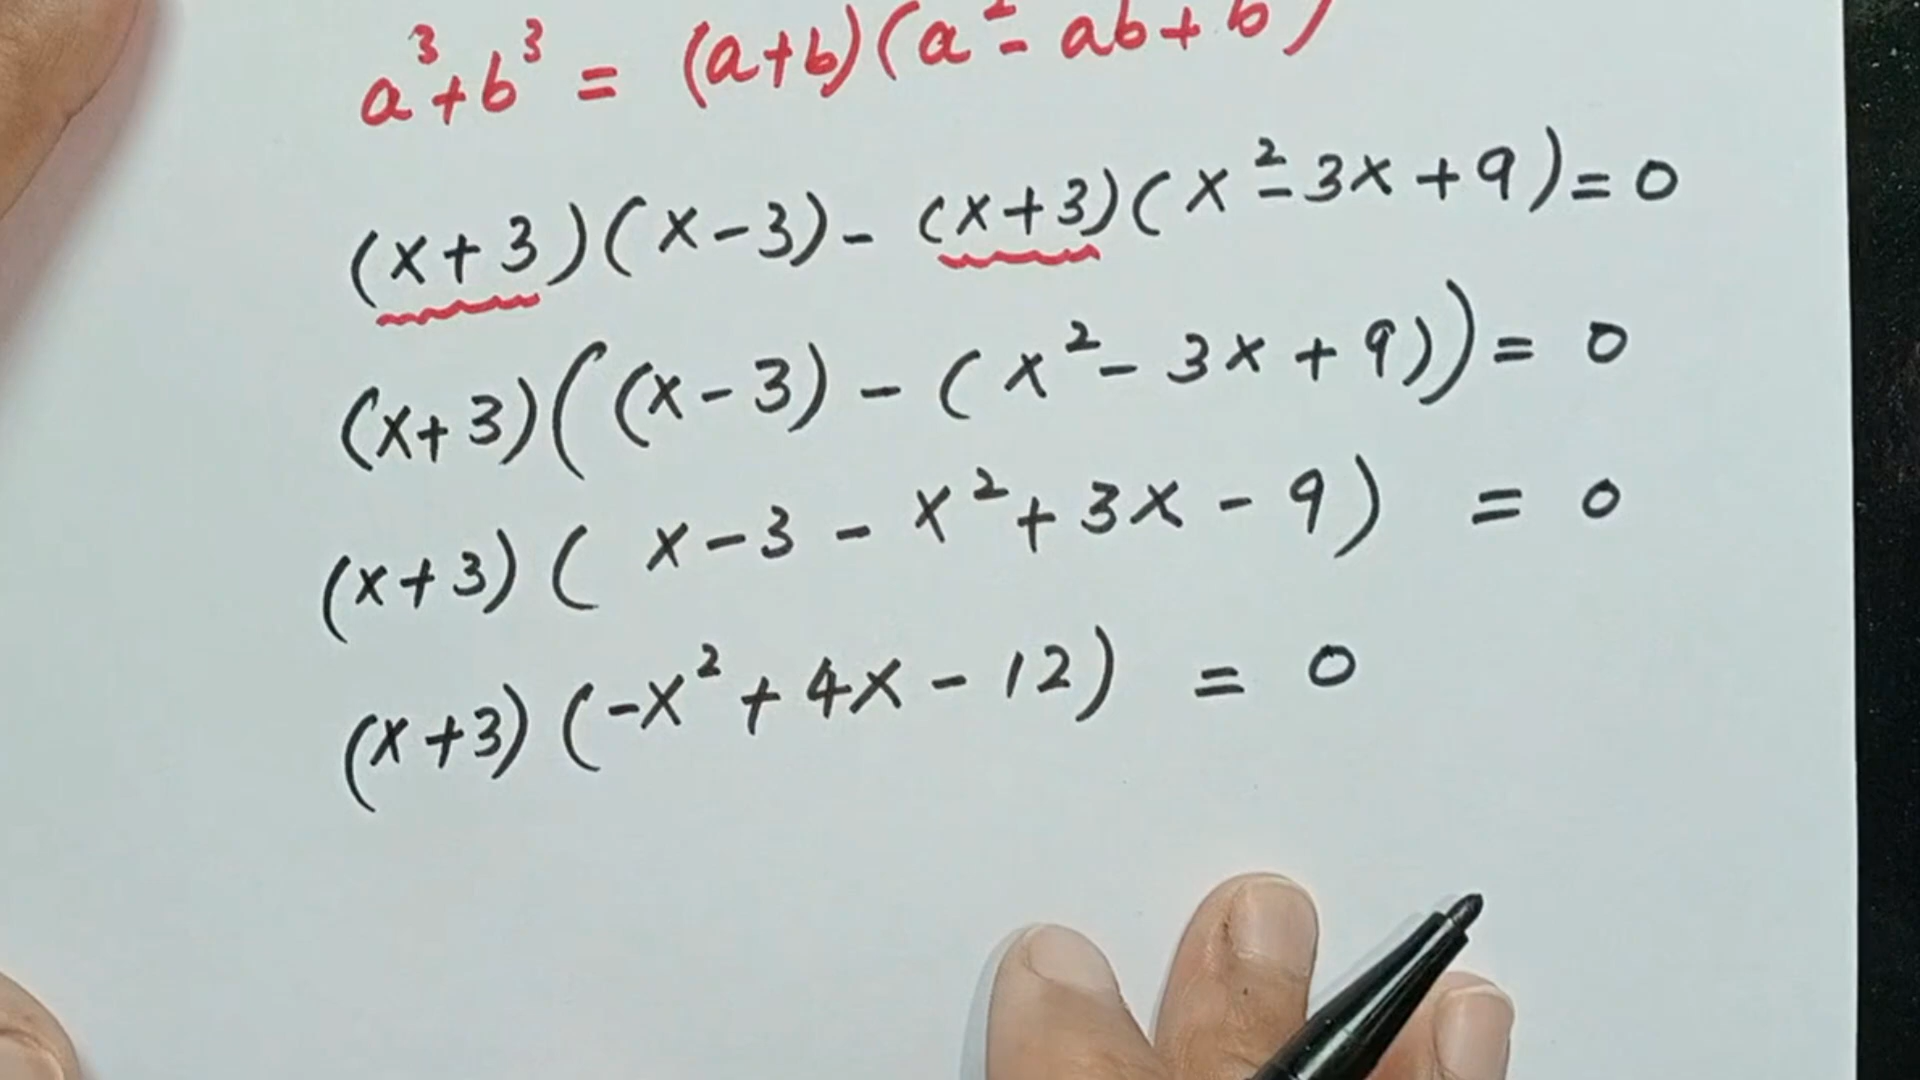 a³+b³ = (a+b)(a²- ab+b)
(x+3)(x-3)- (x+3)(x²-3x+9)=0
(x+3)((x-3)-(x²-3x+9))= 0
(x+3)( x-3-x²+3x-9) = 0
(x+3)(-x²+4x-12) = 0